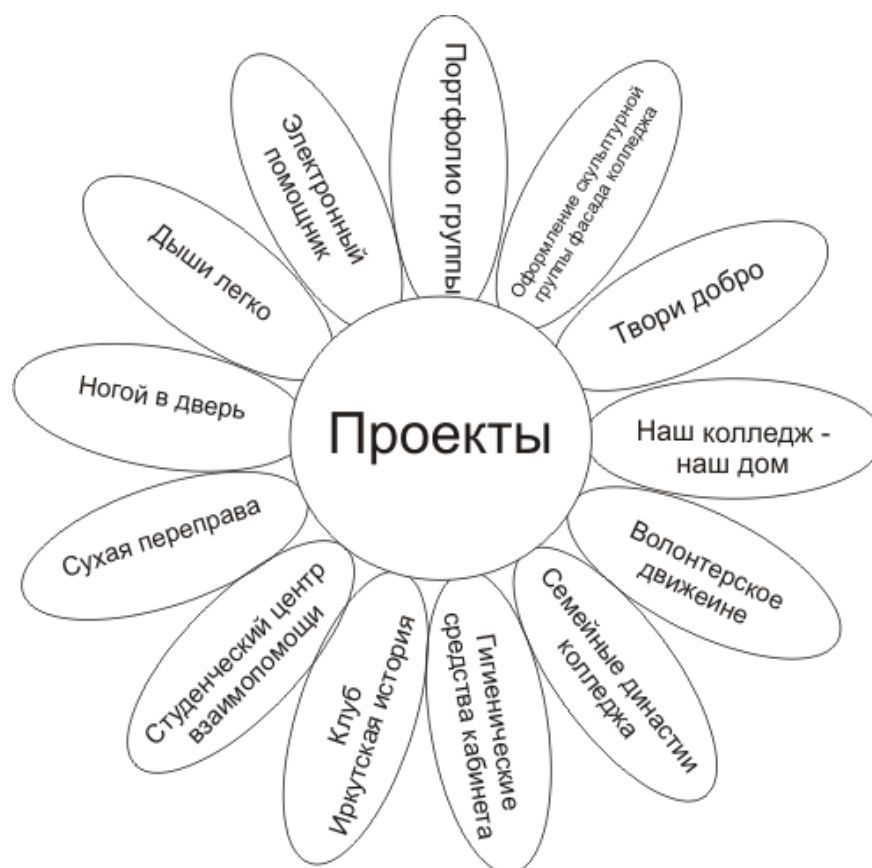 Проекты
Портфолио группы
Оформление скульптурной
группы фасада колледжа
Твори добро
Наш колледж -
наш дом
Волонтерское
движеине
Семейные династии
колледжа
Гигиенические
средства кабинета
Клуб
Иркутская история
Студенческий центр
взаимопомощи
Сухая переправа
Ногой в дверь
Дыши легко
Электронный
помощник